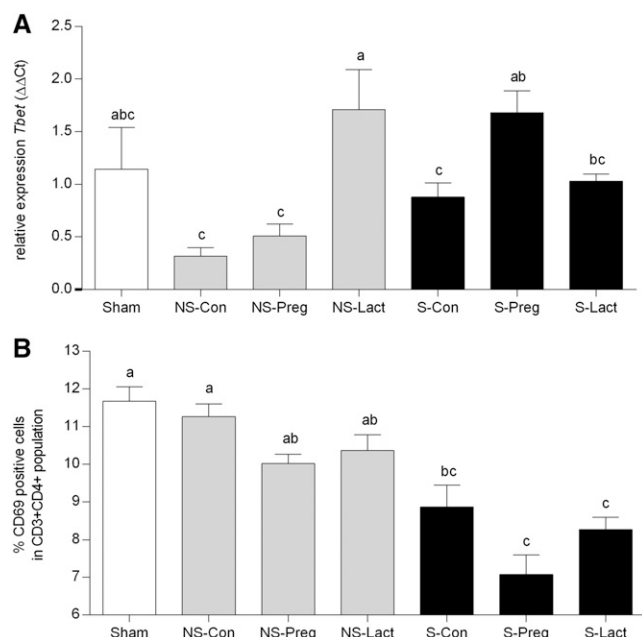 A
relative expression Tbet (ΔΔCt)
2.5
2.0
1.5
1.0
0.5
0.0
abc
c
c
a
c
ab
bc
Sham NS-Con NS-Preg NS-Lact S-Con S-Preg S-Lact
B
% CD69 positive cells
in CD3+CD4+ population
13
12
11
10
9
8
7
6
a
a
ab
ab
bc
c
c
Sham NS-Con NS-Preg NS-Lact S-Con S-Preg S-Lact